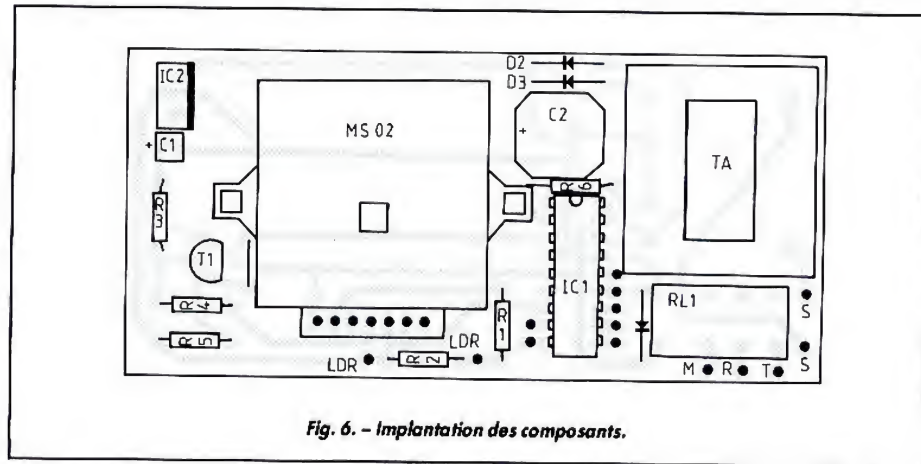 D2
D3
IC2
C1
R3
T1
R4
R5
MS 02
C2
R6
IC1
R1
LDR
R2
LDR
TA
RL1
S
S
M R T
Fig. 6. – Implantation des composants.